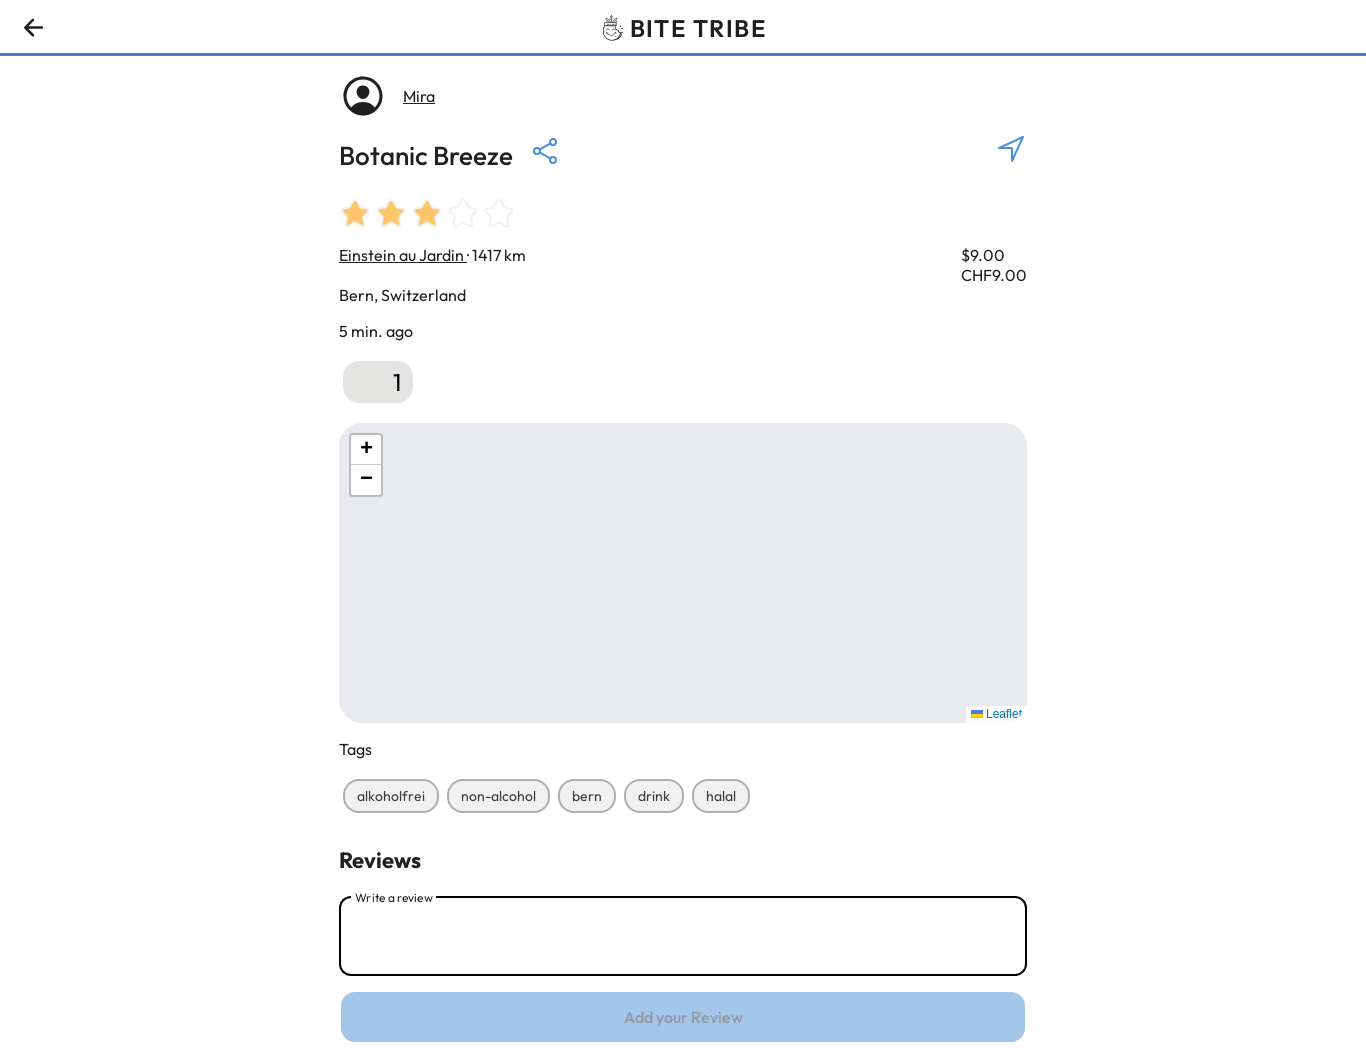 BITE TRIBE
Mira
Botanic Breeze
Einstein au Jardin · 1417 km
$9.00
CHF9.00
Bern, Switzerland
5 min. ago
1
+
−
Leaflet
Tags
alkoholfrei
non-alcohol
bern
drink
halal
Reviews
Write a review
Add your Review